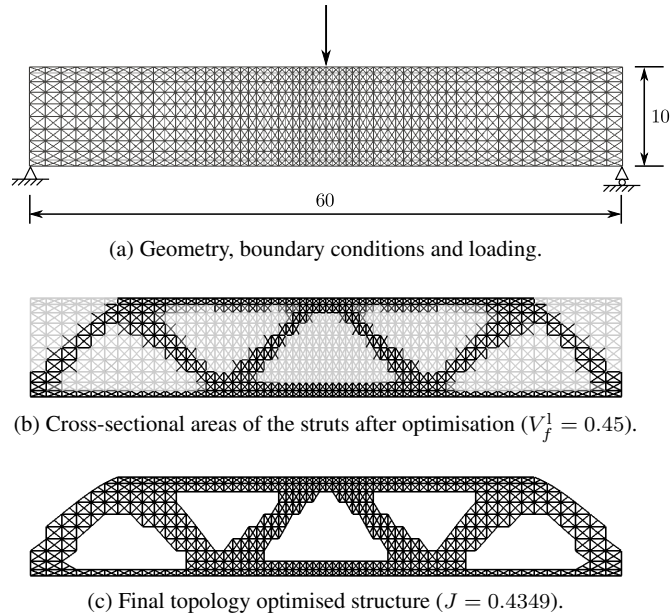 10
60
(a) Geometry, boundary conditions and loading.
(b) Cross-sectional areas of the struts after optimisation (V_f^1 = 0.45).
(c) Final topology optimised structure (J = 0.4349).